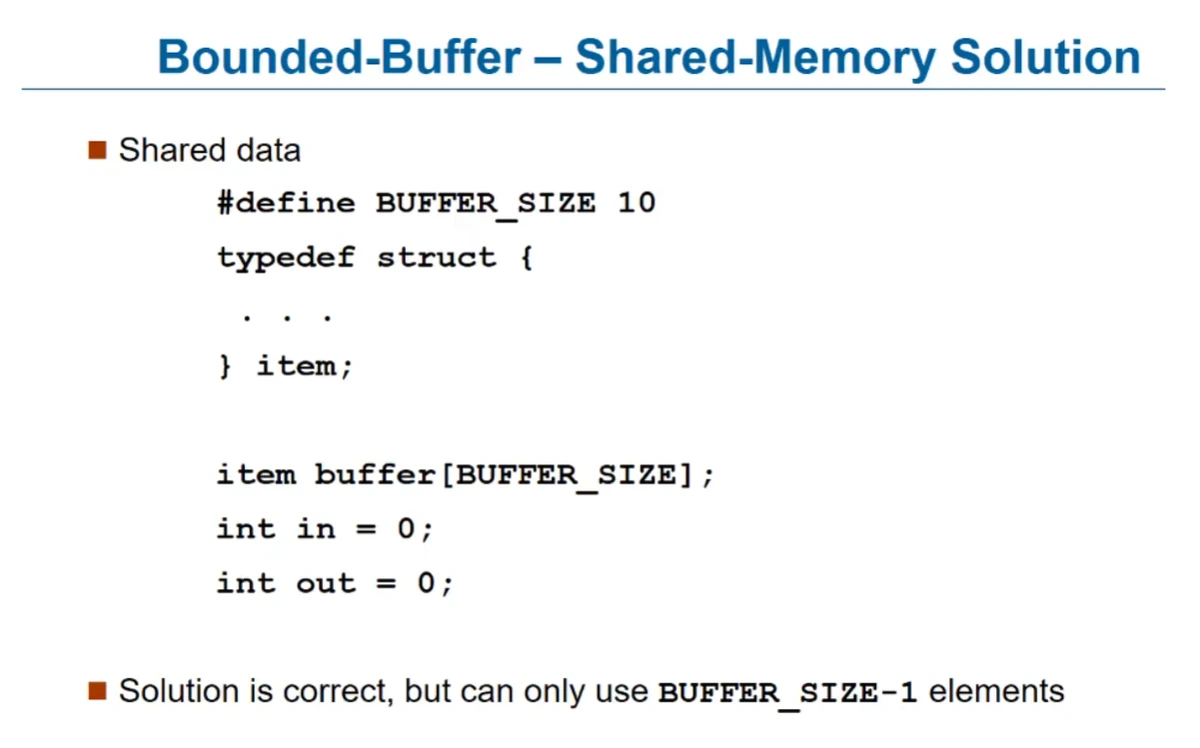 Bounded-Buffer – Shared-Memory Solution
Shared data
#define BUFFER_SIZE 10
typedef struct {
. . .
} item;
item buffer[BUFFER_SIZE];
int in = 0;
int out = 0;
Solution is correct, but can only use BUFFER_SIZE-1 elements